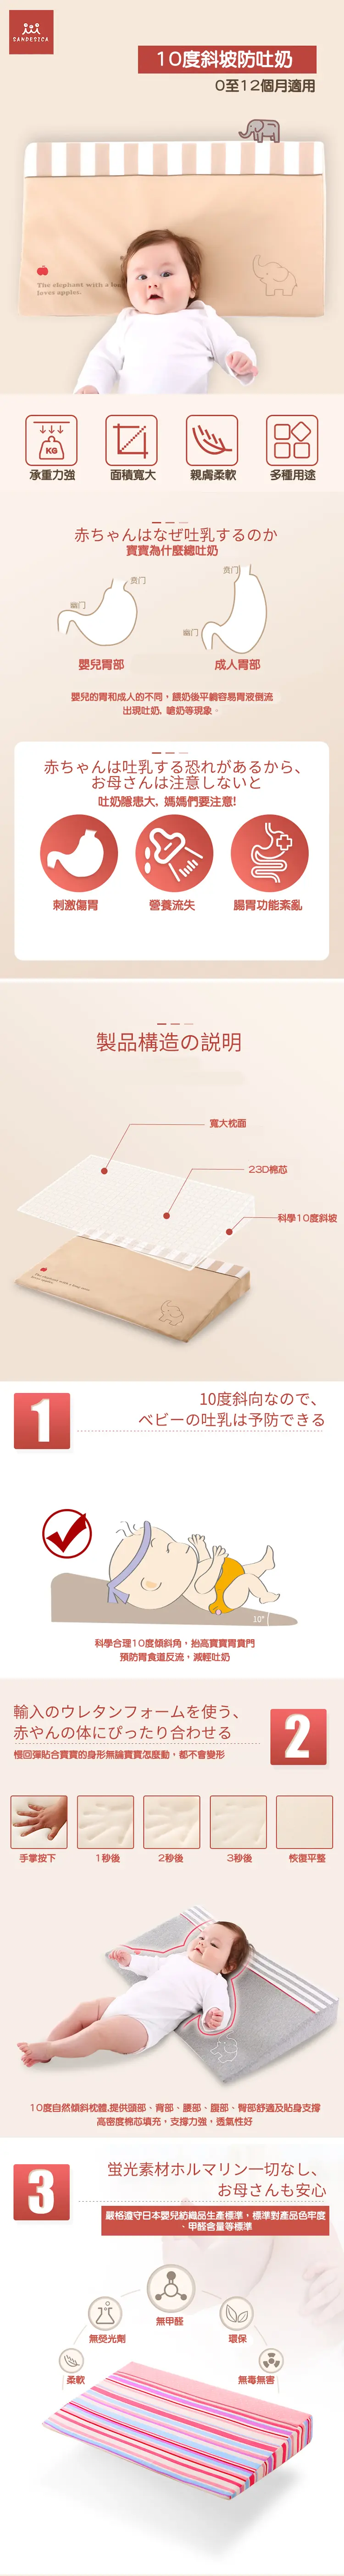 SANDESICA
10度斜坡防吐奶
0至12個月適用
The elephant with a long
loves apples.
KG
承重力強
面積寬大
親膚柔軟
多種用途
赤ちゃんはなぜ吐乳するのか
寶寶為什麼總吐奶
贲门
幽门
嬰兒胃部
贲门
幽门
成人胃部
嬰兒的胃和成人的不同，餵奶後平躺容易胃液倒流
出現吐奶、嗆奶等現象。
赤ちゃんは吐乳する恐れがあるから、
お母さんは注意しないと
吐奶隱患大, 媽媽們要注意!
刺激傷胃
營養流失
腸胃功能紊亂
製品構造の説明
寬大枕面
23D棉芯
科學10度斜坡
1
10度斜向なので、
ベビーの吐乳は予防できる
10°
科學合理10度傾斜角，抬高寶寶胃賁門
預防胃食道反流，減輕吐奶
輸入のウレタンフォームを使う、
赤やんの体にぴったり合わせる
慢回彈貼合寶寶的身形無論寶寶怎麼動，都不會變形
2
手掌按下
1秒後
2秒後
3秒後
恢復平整
10度自然傾斜枕體,提供頭部、背部、腰部、腿部、臀部舒適及貼身支撐
高密度棉芯填充，支撐力強，透氣性好
3
蛍光素材ホルマリン一切なし、
お母さんも安心
嚴格遵守日本嬰兒紡織品生產標準，標準對產品色牢度
、甲醛含量等標準
無甲醛
無熒光劑
環保
柔軟
無毒無害